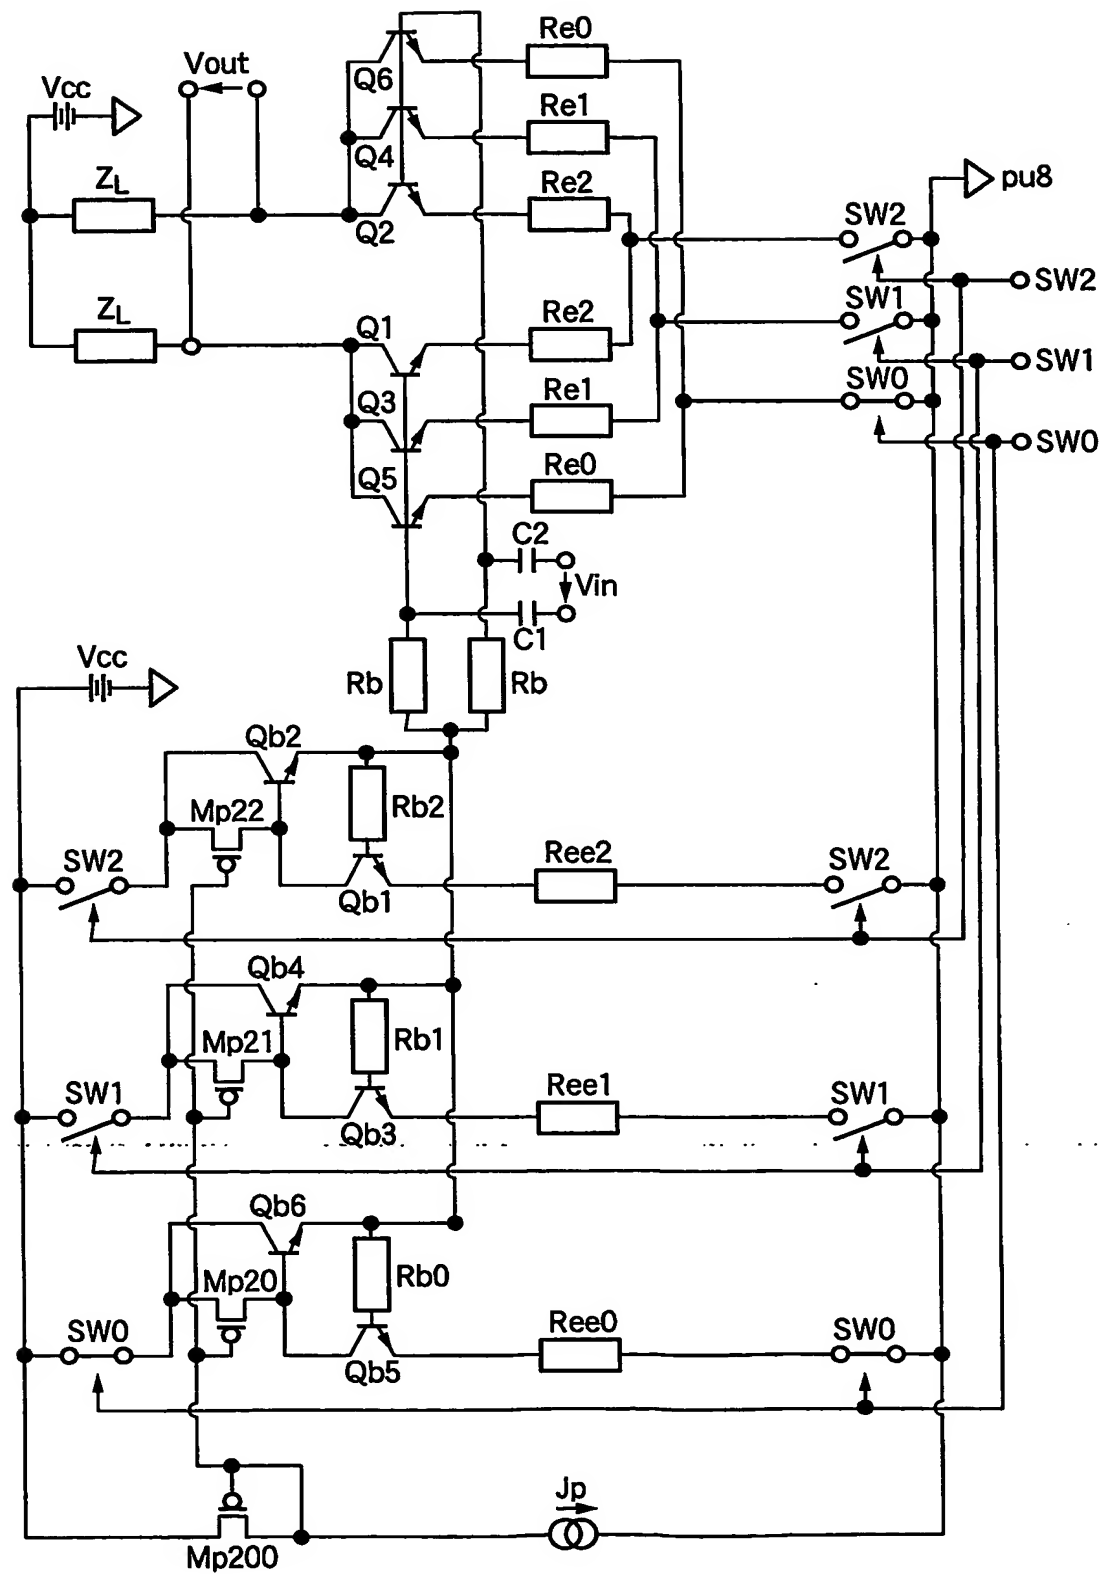 Re0
Vout
Vcc
Q6
Re1
Q4
ZL
Re2
pu8
Q2
SW2
SW2
ZL
Re2
SW1
Q1
SW1
Re1
SW0
Q3
SW0
Re0
Q5
C2
Vin
C1
Vcc
Rb
Rb
Qb2
Mp22
Rb2
SW2
Ree2
SW2
Qb1
Qb4
Mp21
Rb1
SW1
Ree1
SW1
Qb3
Qb6
Mp20
Rb0
SW0
Ree0
SW0
Qb5
Jp
Mp200